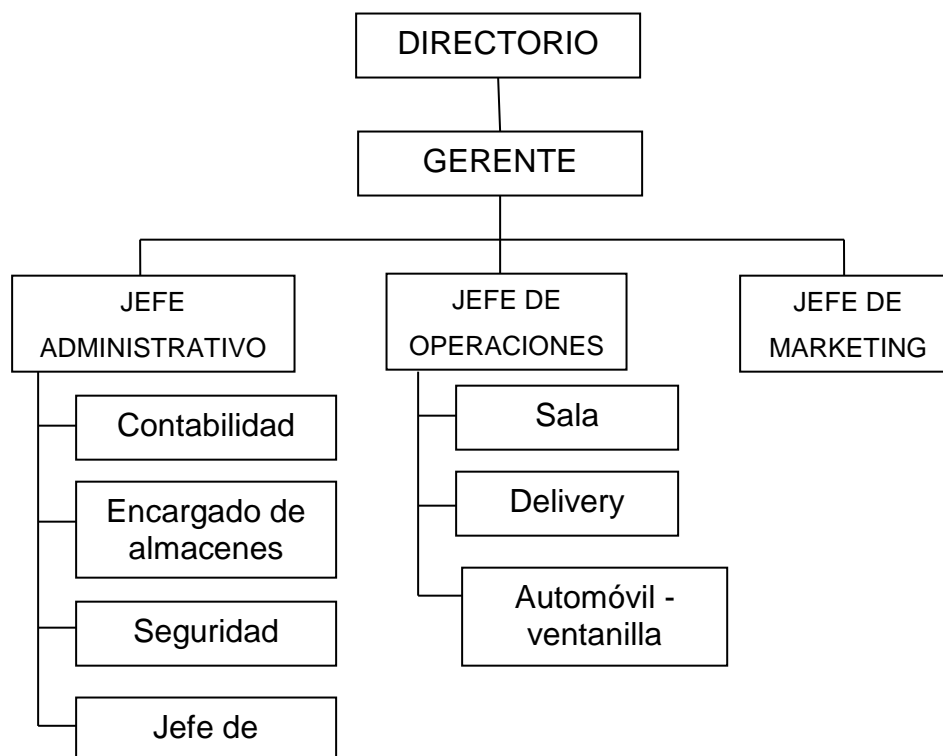 DIRECTORIO
GERENTE
JEFE
ADMINISTRATIVO
JEFE DE
OPERACIONES
JEFE DE
MARKETING
Contabilidad
Encargado de
almacenes
Seguridad
Jefe de
Sala
Delivery
Automóvil -
ventanilla